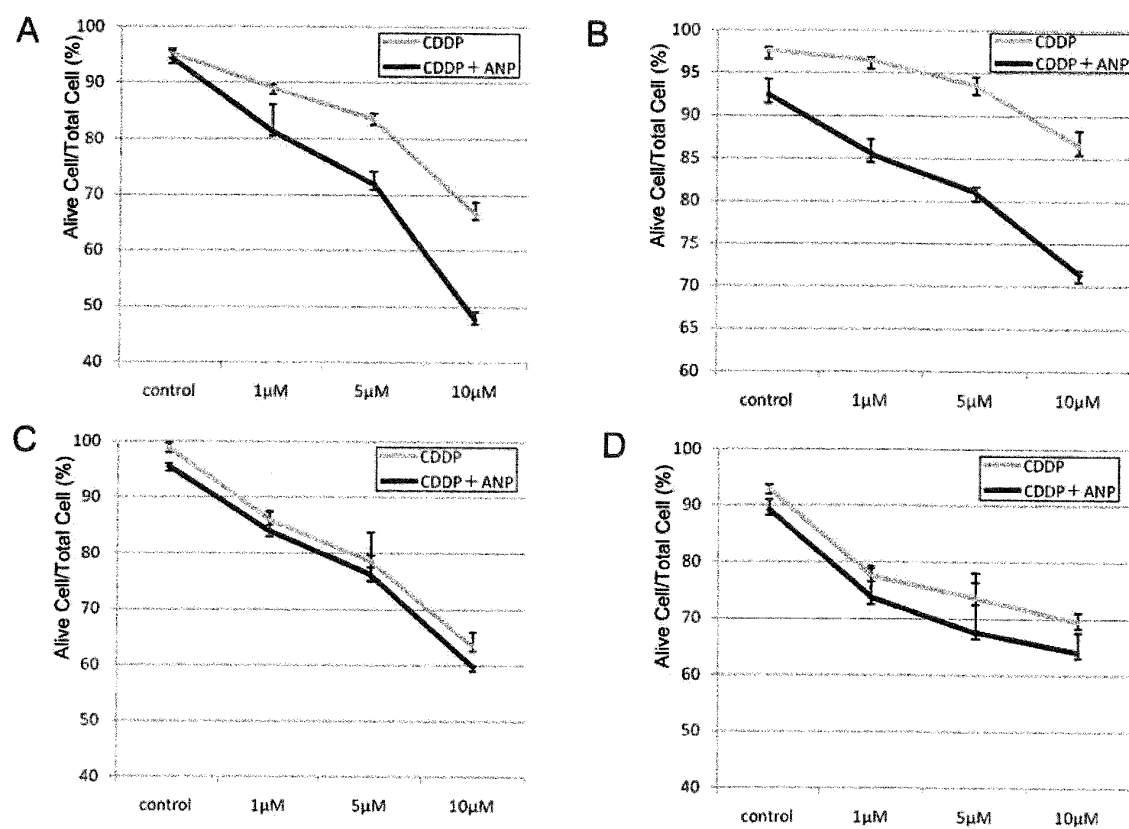 A
Alive Cell/Total Cell (%)
100
90
80
70
60
50
40
CDDP
CDDP + ANP
control
1µM
5µM
10µM
B
Alive Cell/Total Cell (%)
100
95
90
85
80
75
70
65
60
CDDP
CDDP + ANP
control
1µM
5µM
10µM
C
Alive Cell/Total Cell (%)
100
90
80
70
60
50
40
CDDP
CDDP + ANP
control
1µM
5µM
10µM
D
Alive Cell/Total Cell (%)
100
90
80
70
60
50
40
CDDP
CDDP + ANP
control
1µM
5µM
10µM